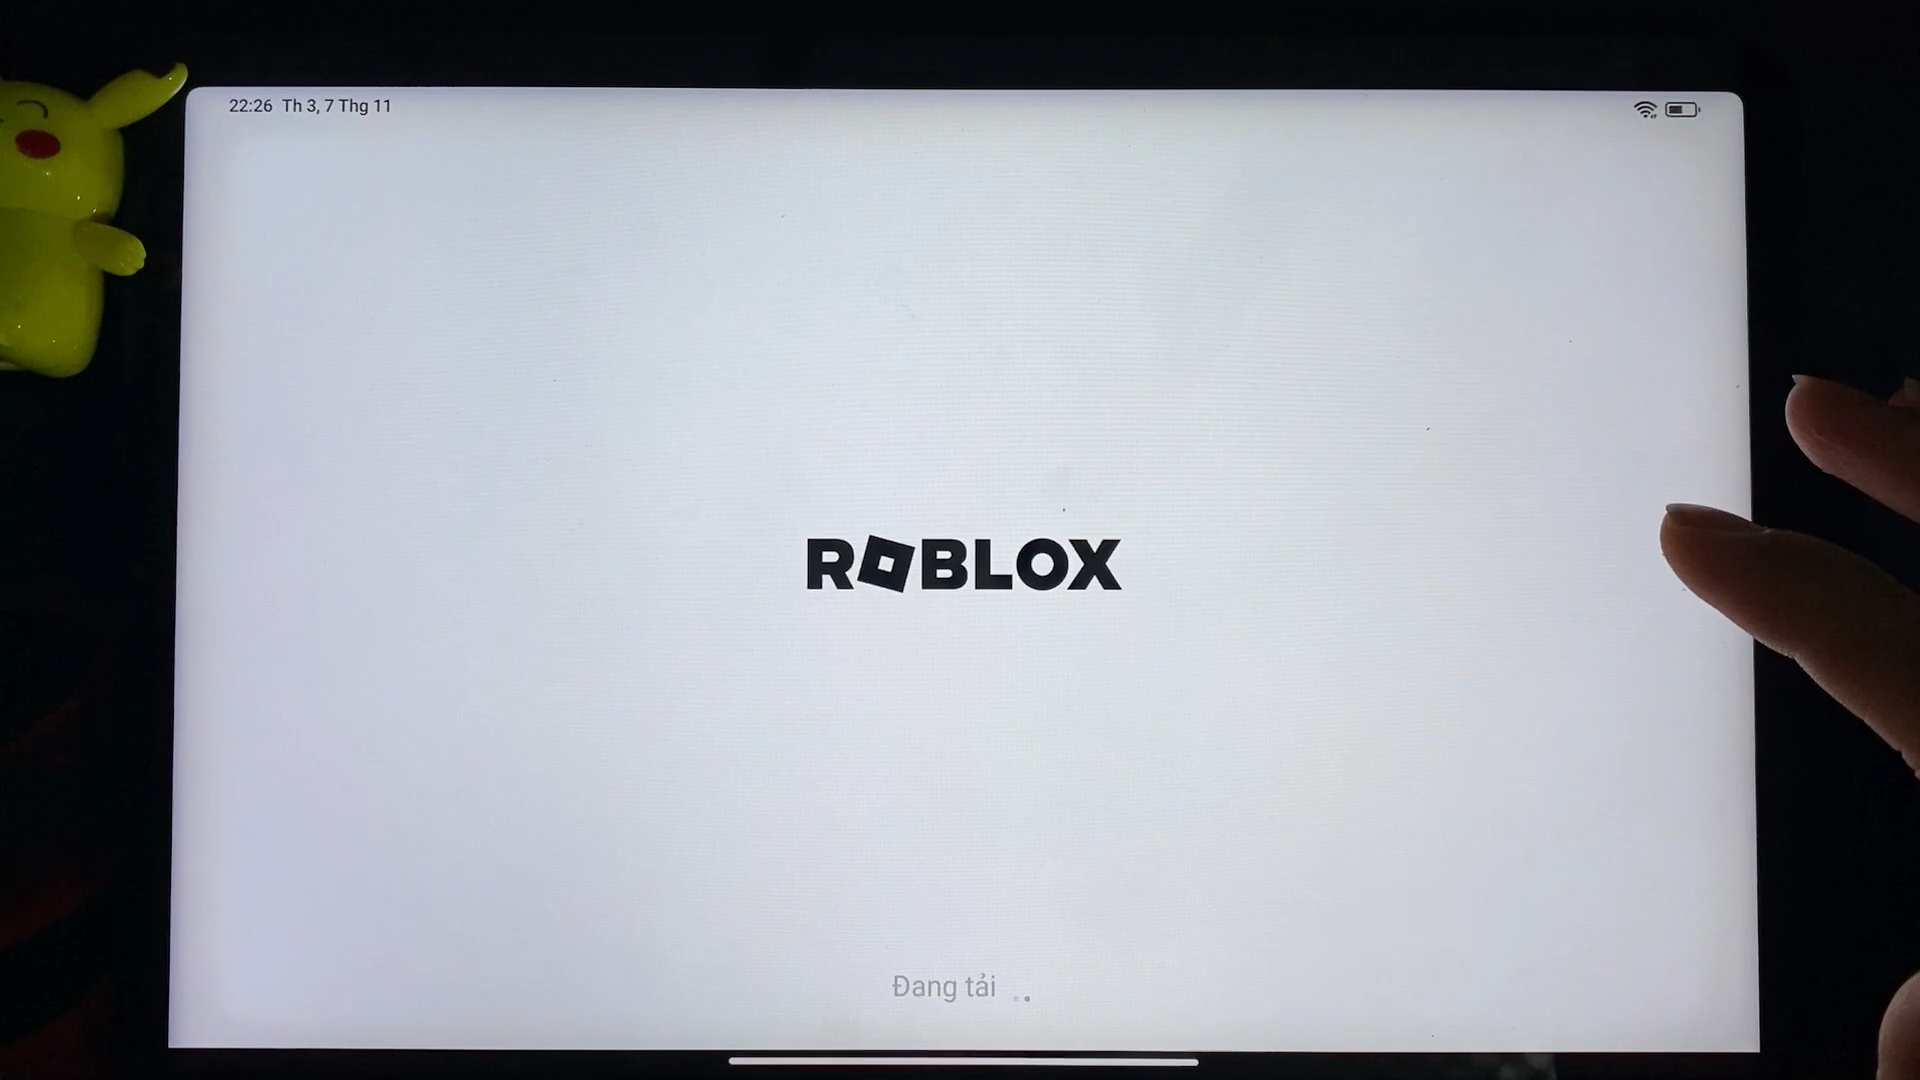 22:26 Th 3, 7 Thg 11
ROBLOX
Đang tải ..